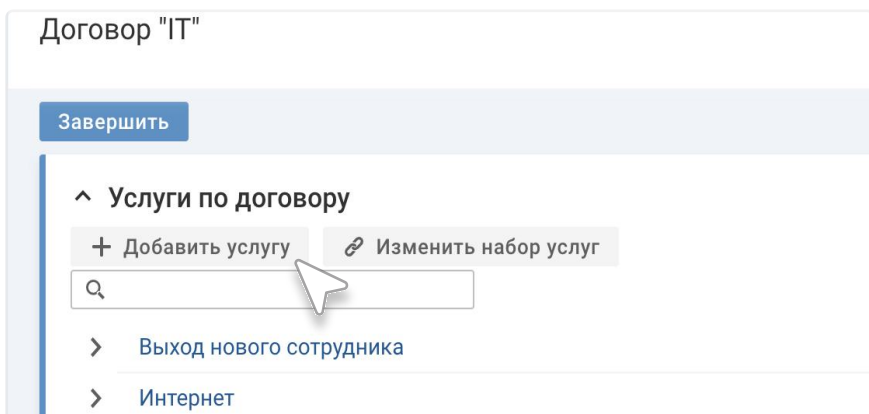 Договор "IT"
Завершить
Услуги по договору
Добавить услугу Изменить набор услуг
Выход нового сотрудника
Интернет